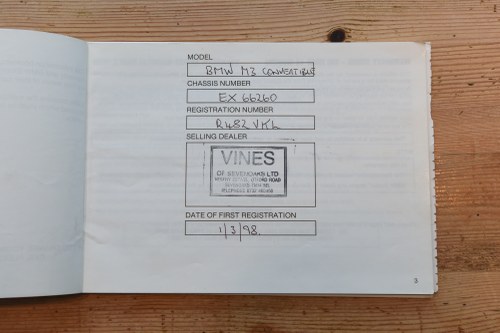 MODEL
BMW M3 CONVERTIBLE
CHASSIS NUMBER
EX 66260
REGISTRATION NUMBER
R482 VKL
SELLING DEALER
VINES
OF SEVENOAKS LTD
DATE OF FIRST REGISTRATION
1/3/98.
3